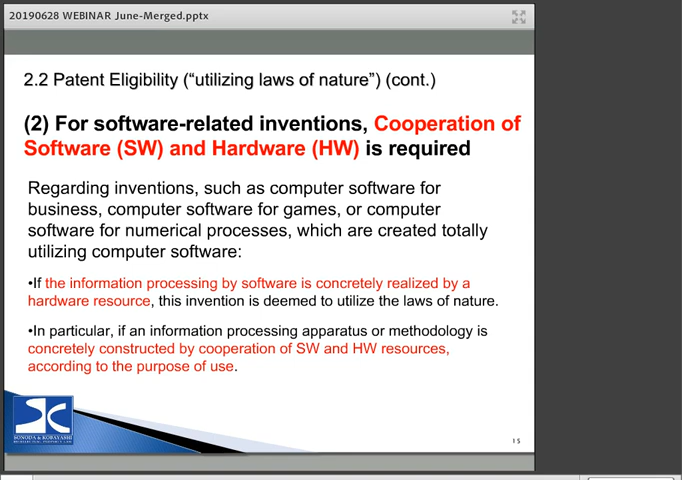 20190628 WEBINAR June-Merged.pptx
2.2 Patent Eligibility (“utilizing laws of nature”) (cont.)
(2) For software-related inventions, Cooperation of
Software (SW) and Hardware (HW) is required
Regarding inventions, such as computer software for
business, computer software for games, or computer
software for numerical processes, which are created totally
utilizing computer software:
•If the information processing by software is concretely realized by a
hardware resource, this invention is deemed to utilize the laws of nature.
•In particular, if an information processing apparatus or methodology is
concretely constructed by cooperation of SW and HW resources,
according to the purpose of use.
SONODA & KOBAYASHI
15